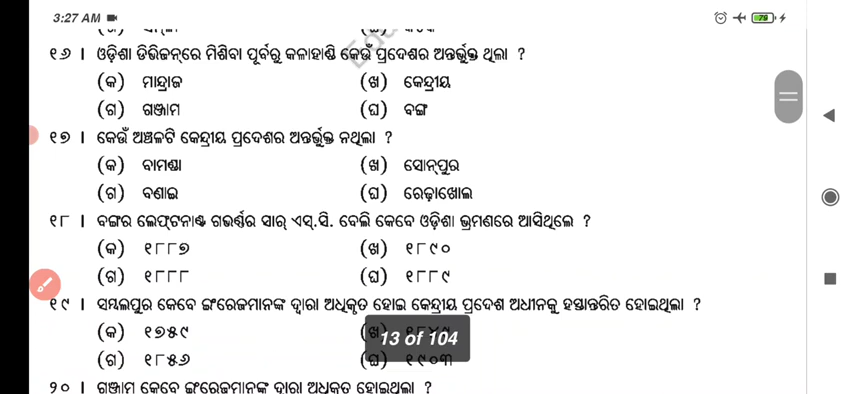 3:27 AM
79
୧୬ । ଓଡ଼ିଶା ଡିଭିଜନ୍‌ରେ ମିଶିବା ପୂର୍ବରୁ କଳାହାଣ୍ଡି କେଉଁ ପ୍ରଦେଶର ଅନ୍ତର୍ଭୁକ୍ତ ଥିଲା ?
(କ) ମାନ୍ଦ୍ରାଜ (ଖ) କେନ୍ଦ୍ରୀୟ
(ଗ) ଗଞ୍ଜାମ (ଘ) ବଙ୍ଗ
୧୭ । କେଉଁ ଅଞ୍ଚଳଟି କେନ୍ଦ୍ରୀୟ ପ୍ରଦେଶର ଅନ୍ତର୍ଭୁକ୍ତ ନଥିଲା ?
(କ) ବାମଣ୍ଡା (ଖ) ସୋନ୍‌ପୁର
(ଗ) ବଣାଇ (ଘ) ରେଢ଼ାଖୋଲ
୧୮ । ବଙ୍ଗର ଲେଫ୍‌ଟନାଣ୍ଟ ଗଭର୍ଣ୍ଣର ସାର୍ ଏସ୍.ସି. ବେଲି କେବେ ଓଡ଼ିଶା ଭ୍ରମଣରେ ଆସିଥିଲେ ?
(କ) ୧୮୮୭ (ଖ) ୧୮୯୦
(ଗ) ୧୮୮୮ (ଘ) ୧୮୮୯
୧୯ । ସମ୍ବଲପୁର କେବେ ଇଂରେଜମାନଙ୍କ ଦ୍ୱାରା ଅଧିକୃତ ହୋଇ କେନ୍ଦ୍ରୀୟ ପ୍ରଦେଶ ଅଧୀନକୁ ହସ୍ତାନ୍ତରିତ ହୋଇଥିଲା ?
(କ) ୧୭୫୯ (ଖ) ୧୮୪୯
13 of 104
(ଗ) ୧୮୫୬ (ଘ) ୧୯୦୩
୨୦ । ଗଞ୍ଜାମ କେବେ ଇଂରେଜମାନଙ୍କ ଦ୍ୱାରା ଅଧିକୃତ ହୋଇଥିଲା ?